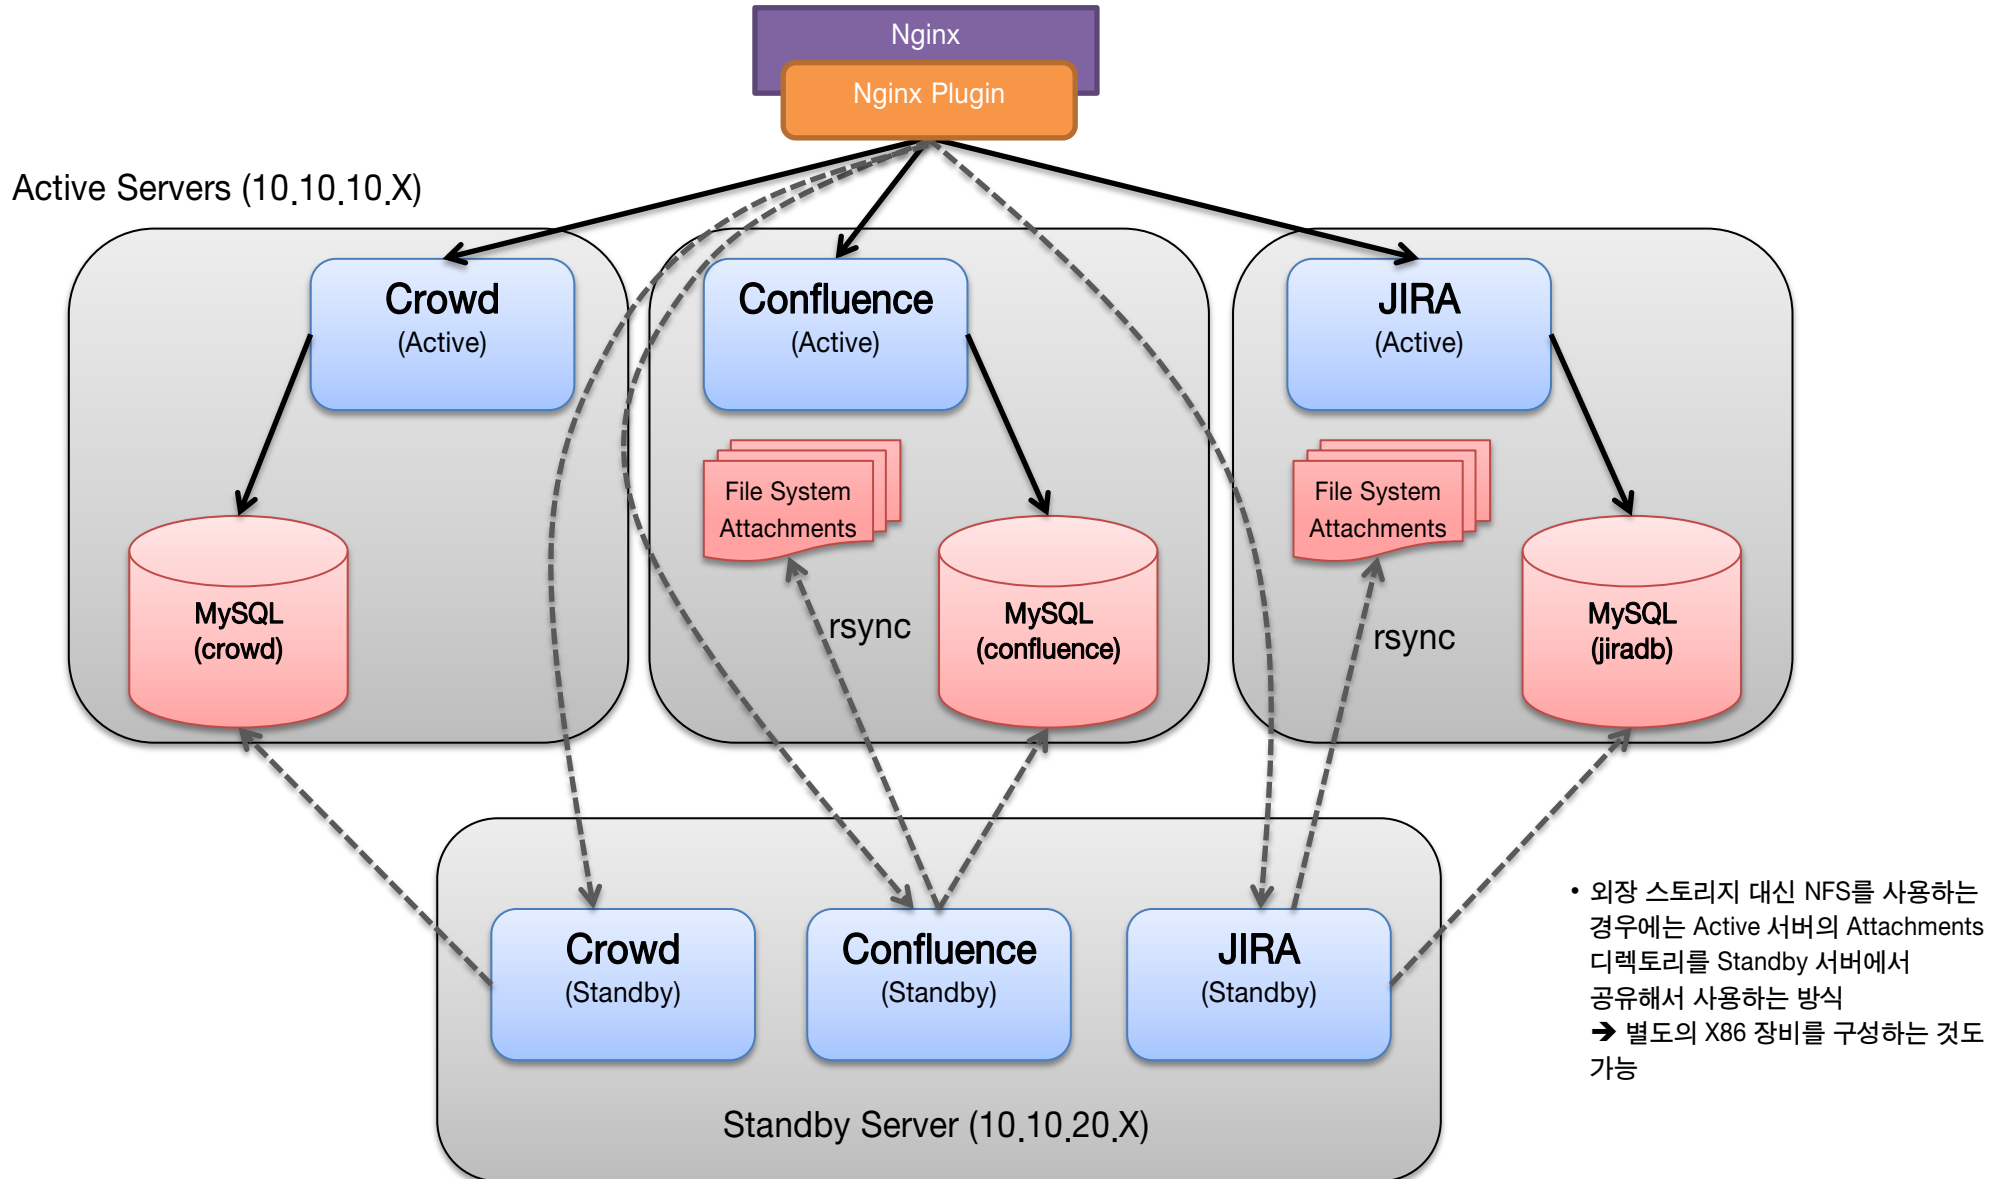 Nginx
Nginx Plugin
Active Servers (10.10.10.X)
Crowd
(Active)
Confluence
(Active)
JIRA
(Active)
File System
Attachments
File System
Attachments
MySQL
(crowd)
rsync
MySQL
(confluence)
rsync
MySQL
(jiradb)
Crowd
(Standby)
Confluence
(Standby)
JIRA
(Standby)
Standby Server (10.10.20.X)
• 외장 스토리지 대신 NFS를 사용하는
경우에는 Active 서버의 Attachments
디렉토리를 Standby 서버에서
공유해서 사용하는 방식
➔ 별도의 X86 장비를 구성하는 것도
가능